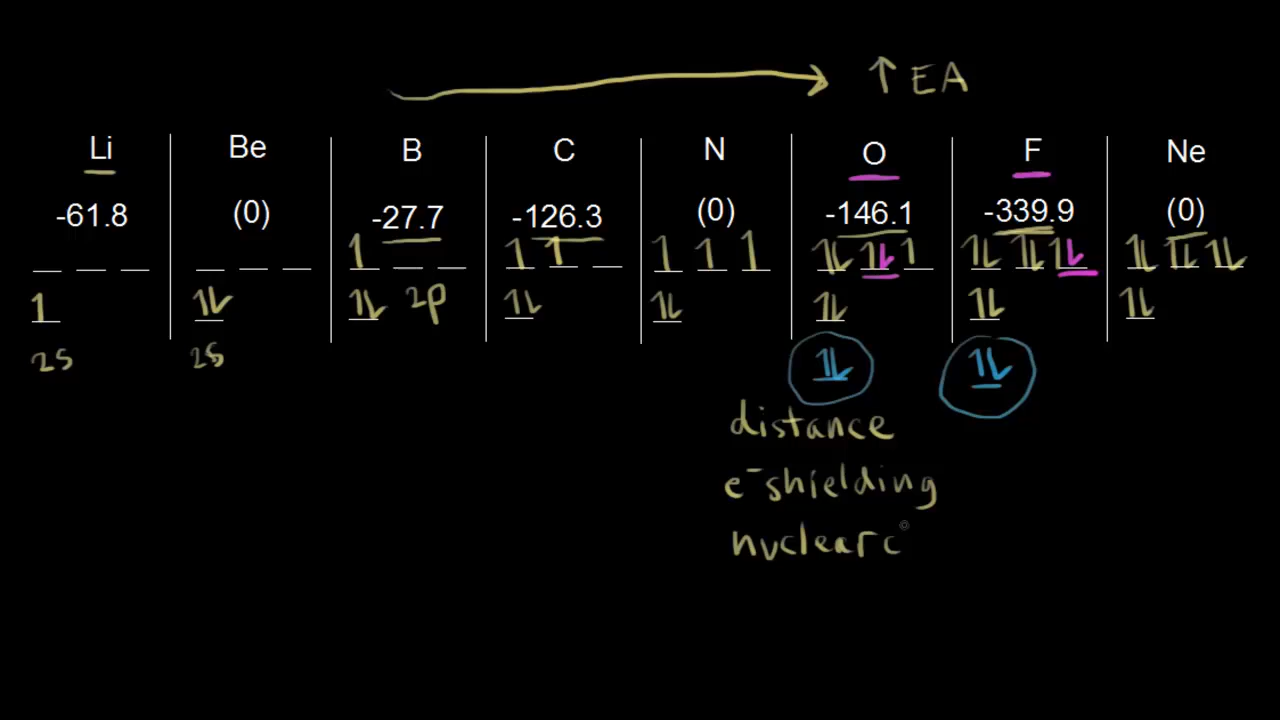 ↑ EA
Li Be B C N O F Ne
-61.8 (0) -27.7 -126.3 (0) -146.1 -339.9 (0)
2p
2s 2s
distance
e⁻ shielding
nuclear c